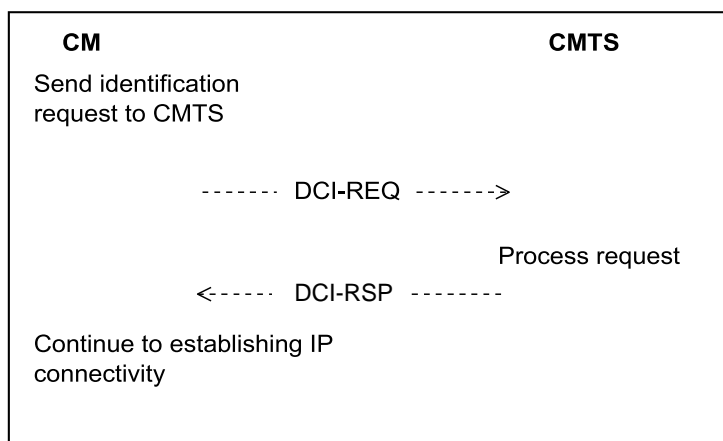 CM CMTS
Send identification
request to CMTS
DCI-REQ
Process request
DCI-RSP
Continue to establishing IP
connectivity